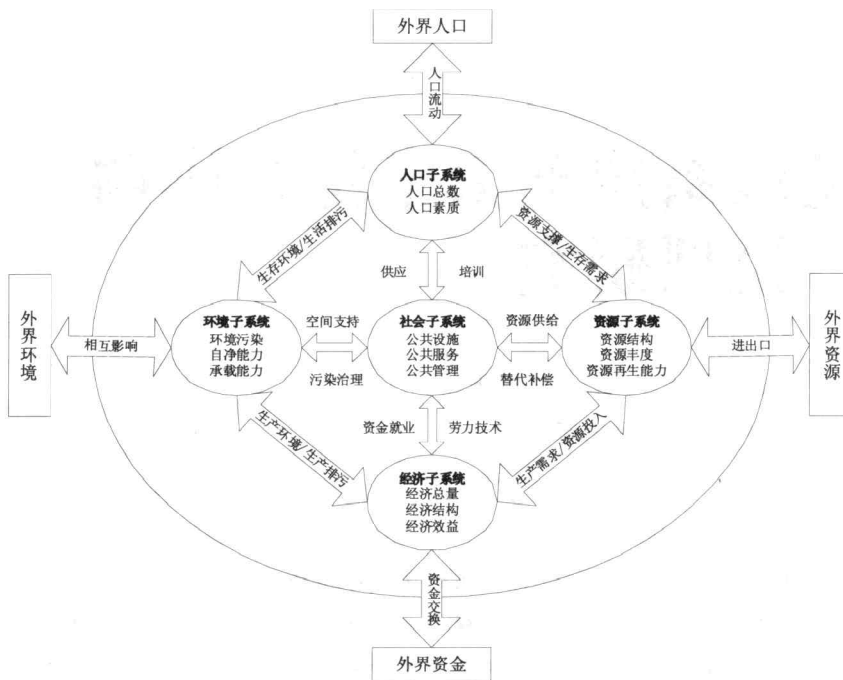 外界人口
人口流动
人口子系统
人口总数
人口素质
生存环境/生活排污
资源支撑/生存需求
供应
培训
外界环境
相互影响
环境子系统
环境污染
自净能力
承载能力
空间支持
污染治理
社会子系统
公共设施
公共服务
公共管理
资源供给
替代补偿
资源子系统
资源结构
资源丰度
资源再生能力
进出口
外界资源
资金就业
劳力技术
生产环境/生产排污
生产需求/资源投入
经济子系统
经济总量
经济结构
经济效益
资金交换
外界资金